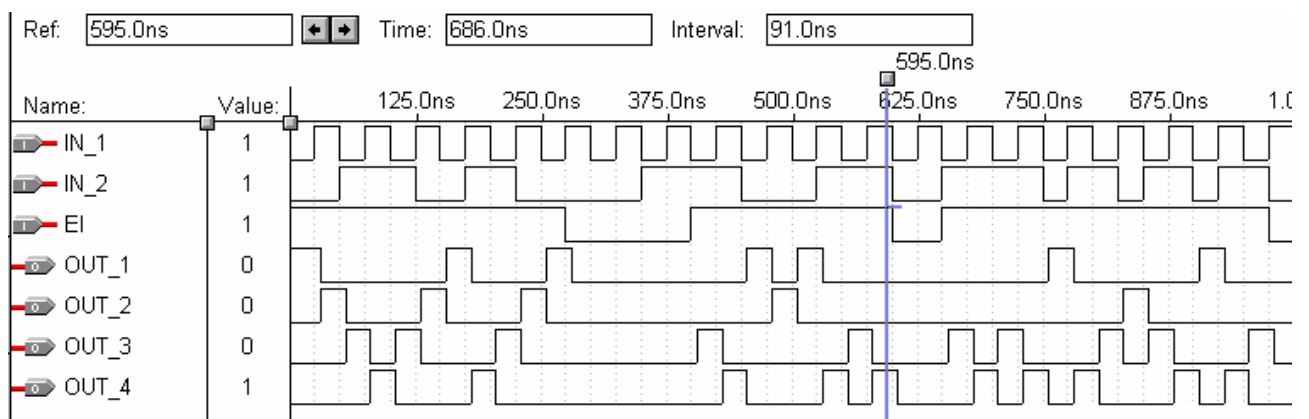 Ref: 595.0ns Time: 686.0ns Interval: 91.0ns
595.0ns
Name: Value: 125.0ns 250.0ns 375.0ns 500.0ns 625.0ns 750.0ns 875.0ns 1.0
IN_1 1
IN_2 1
EI 1
OUT_1 0
OUT_2 0
OUT_3 0
OUT_4 1